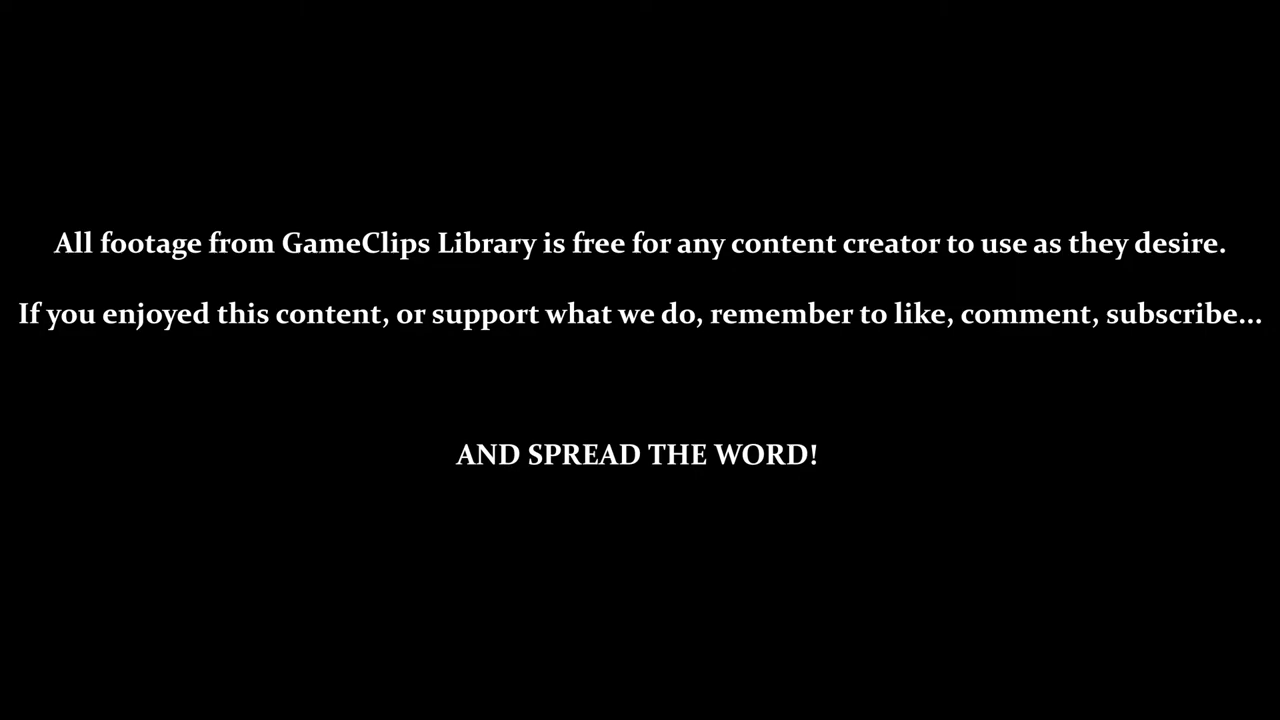 All footage from GameClips Library is free for any content creator to use as they desire.
If you enjoyed this content, or support what we do, remember to like, comment, subscribe...
AND SPREAD THE WORD!